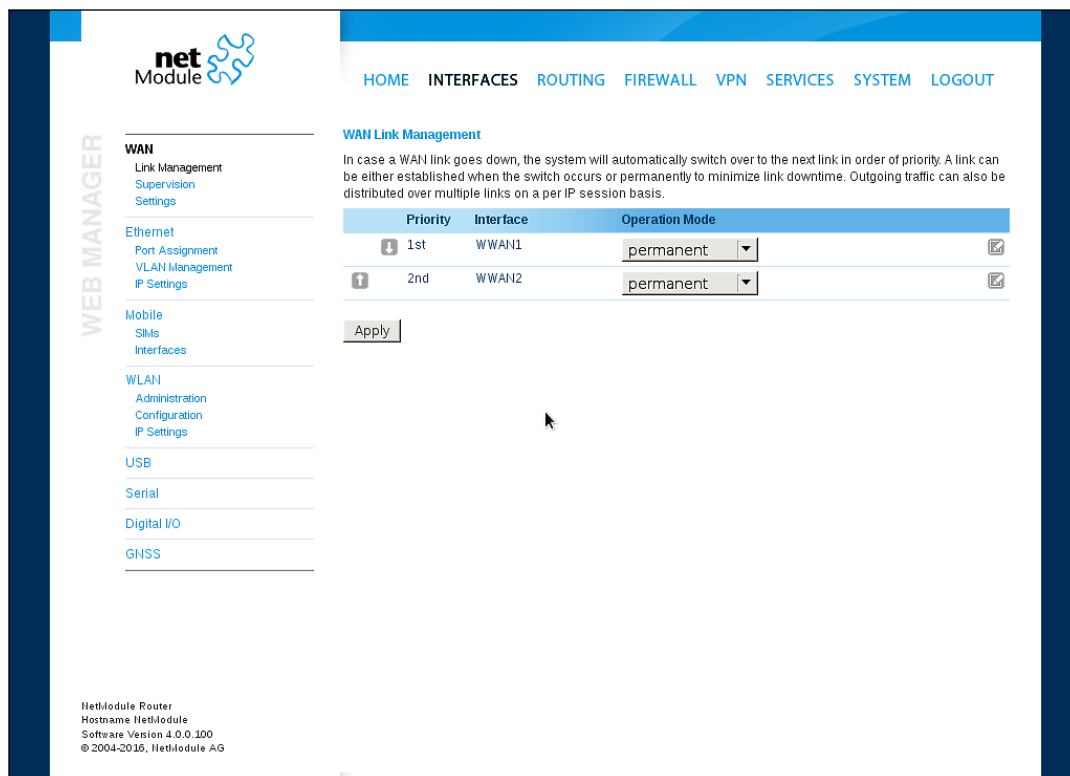 net
Module
HOME INTERFACES ROUTING FIREWALL VPN SERVICES SYSTEM LOGOUT
WEB MANAGER
WAN
Link Management
Supervision
Settings
Ethernet
Port Assignment
VLAN Management
IP Settings
Mobile
SIMs
Interfaces
WLAN
Administration
Configuration
IP Settings
USB
Serial
Digital I/O
GNSS
WAN Link Management
In case a WAN link goes down, the system will automatically switch over to the next link in order of priority. A link can
be either established when the switch occurs or permanently to minimize link downtime. Outgoing traffic can also be
distributed over multiple links on a per IP session basis.
Priority Interface Operation Mode
1st WWAN1 permanent
2nd WWAN2 permanent
Apply
NetModule Router
Hostname NetModule
Software Version 4.0.0.100
© 2004-2016, NetModule AG